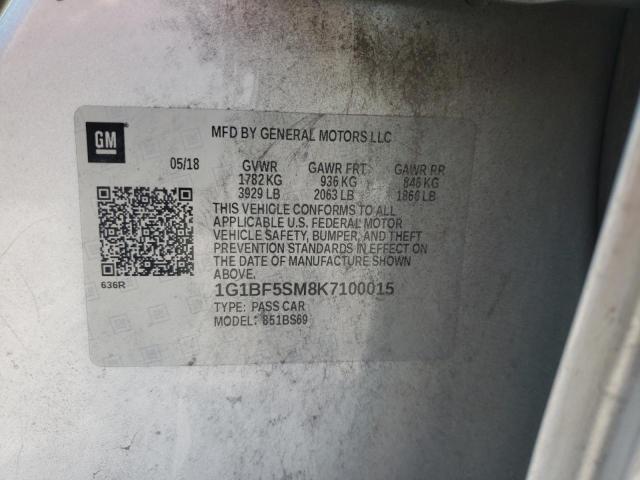 GM
MFD BY GENERAL MOTORS LLC
05/18 GVWR GAWR FRT GAWR RR
1782 KG 936 KG 846 KG
3929 LB 2063 LB 1866 LB
THIS VEHICLE CONFORMS TO ALL
APPLICABLE U.S. FEDERAL MOTOR
VEHICLE SAFETY, BUMPER, AND THEFT
PREVENTION STANDARDS IN EFFECT ON
THE DATE OF MANUFACTURE SHOWN
ABOVE.
636R
1G1BF5SM8K7100015
TYPE: PASS CAR
MODEL: 851BS69